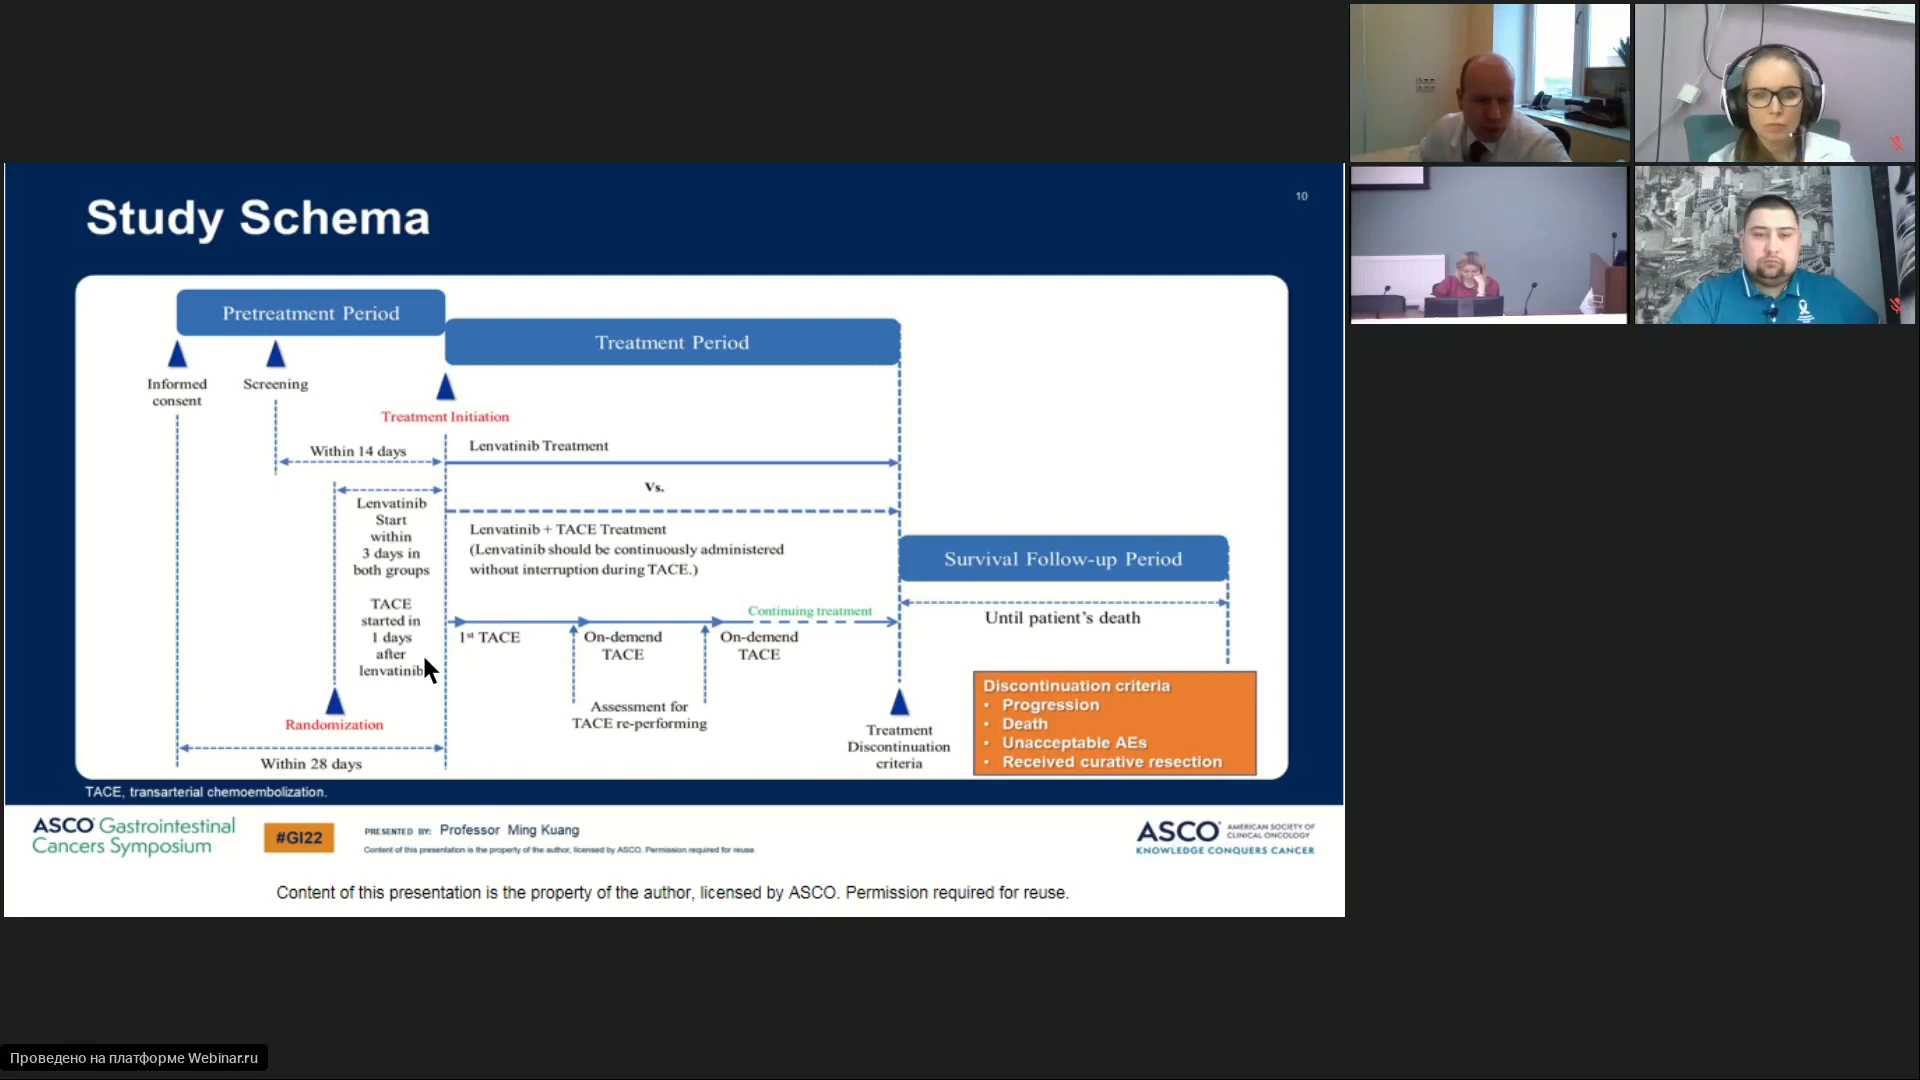 10
Study Schema
Pretreatment Period
Treatment Period
Informed
consent
Screening
Treatment Initiation
Within 14 days
Lenvatinib Treatment
Vs.
Lenvatinib
Start
within
3 days in
both groups
Lenvatinib + TACE Treatment
(Lenvatinib should be continuously administered
without interruption during TACE.)
Survival Follow-up Period
Until patient's death
TACE
started in
1 days
after
lenvatinib
Continuing treatment
1st TACE
On-demand
TACE
On-demand
TACE
Assessment for
TACE re-performing
Randomization
Within 28 days
Treatment
Discontinuation
criteria
Discontinuation criteria
• Progression
• Death
• Unacceptable AEs
• Received curative resection
TACE, transarterial chemoembolization.
ASCO Gastrointestinal
Cancers Symposium
#GI22
PRESENTED BY: Professor Ming Kuang
Content of this presentation is the property of the author, licensed by ASCO. Permission required for reuse.
ASCO AMERICAN SOCIETY OF
CLINICAL ONCOLOGY
KNOWLEDGE CONQUERS CANCER
Content of this presentation is the property of the author, licensed by ASCO. Permission required for reuse.
Проведено на платформе Webinar.ru